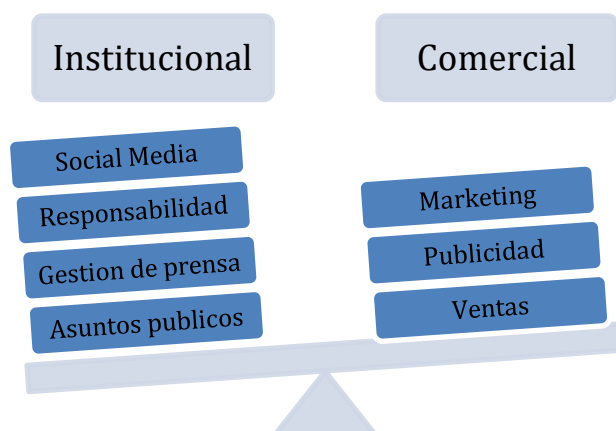 Institucional
Comercial
Social Media
Responsabilidad
Gestion de prensa
Asuntos publicos
Marketing
Publicidad
Ventas